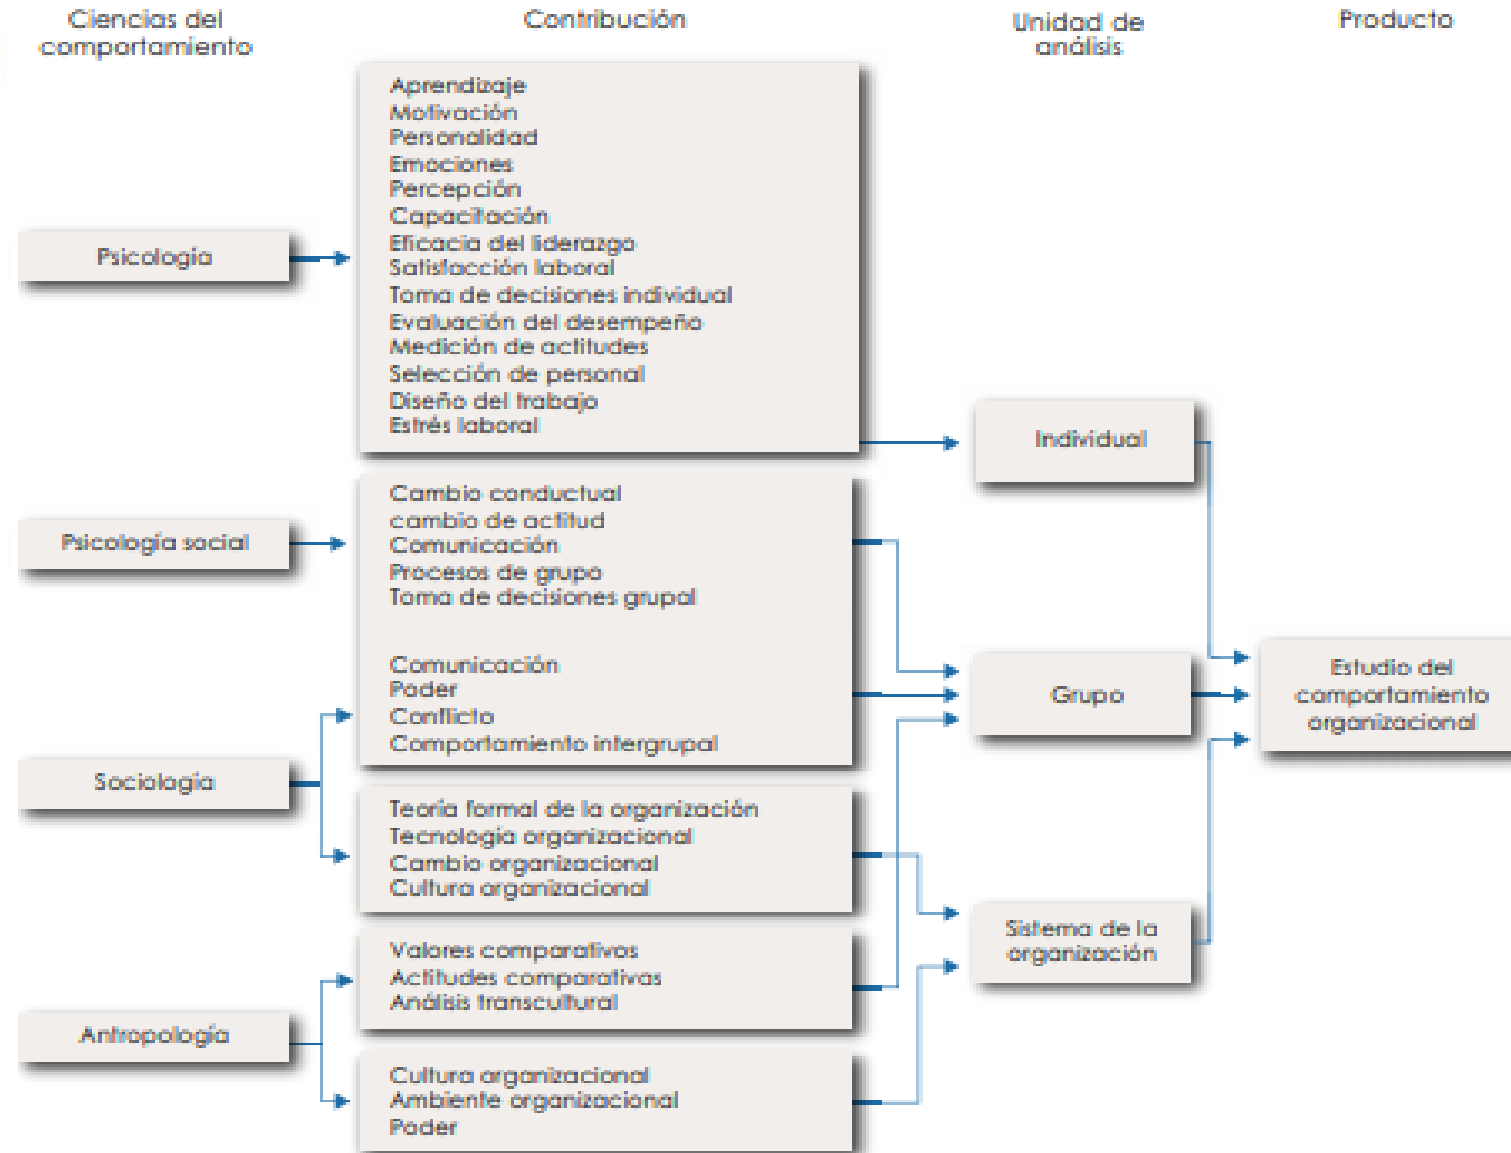 Ciencias del
comportamiento
Contribución
Unidad de
análisis
Producto
Psicología
Aprendizaje
Motivación
Personalidad
Emociones
Percepción
Capacitación
Eficacia del liderazgo
Satisfacción laboral
Toma de decisiones individual
Evaluación del desempeño
Medición de actitudes
Selección de personal
Diseño del trabajo
Estrés laboral
Individual
Psicología social
Cambio conductual
cambio de actitud
Comunicación
Procesos de grupo
Toma de decisiones grupal
Comunicación
Poder
Conflicto
Comportamiento intergrupal
Grupo
Estudio del
comportamiento
organizacional
Sociología
Teoría formal de la organización
Tecnología organizacional
Cambio organizacional
Cultura organizacional
Sistema de la
organización
Valores comparativos
Actitudes comparativas
Análisis transcultural
Antropología
Cultura organizacional
Ambiente organizacional
Poder